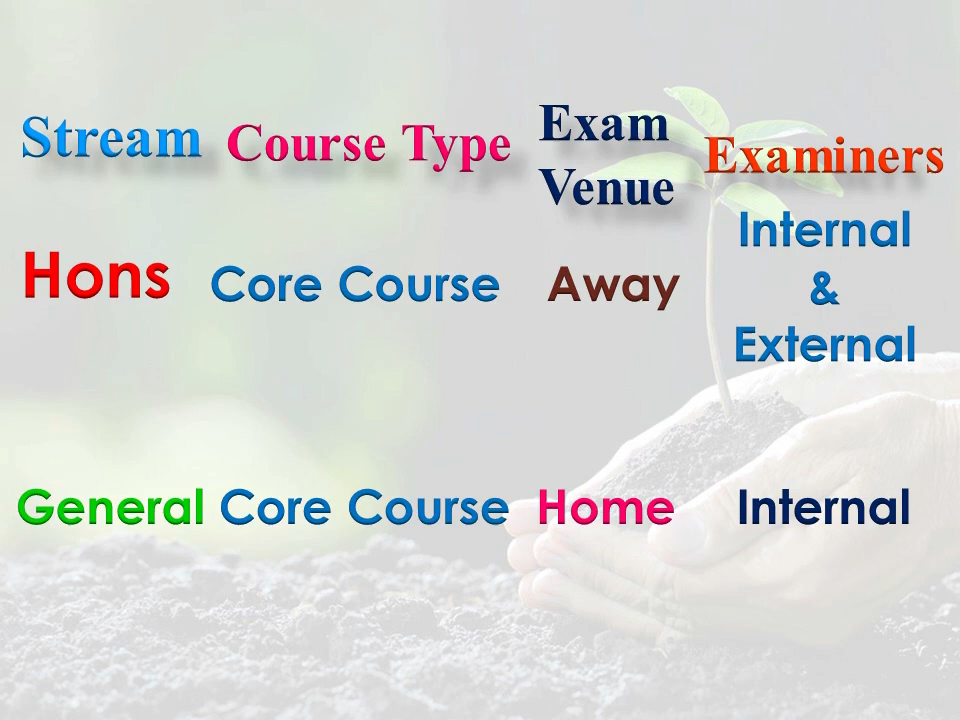 Stream Course Type Exam Venue Examiners
Hons Core Course Away Internal & External
General Core Course Home Internal